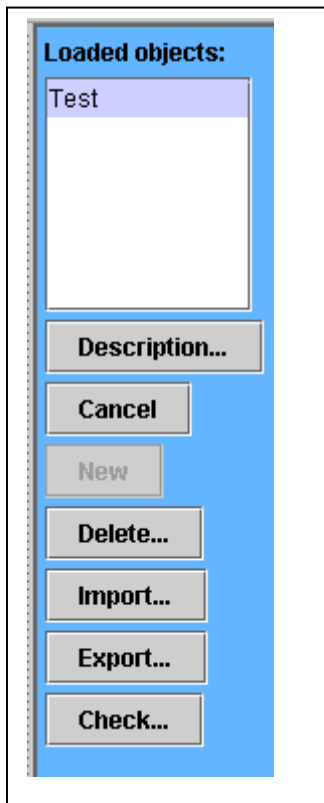 Loaded objects:
Test
Description...
Cancel
New
Delete...
Import...
Export...
Check...